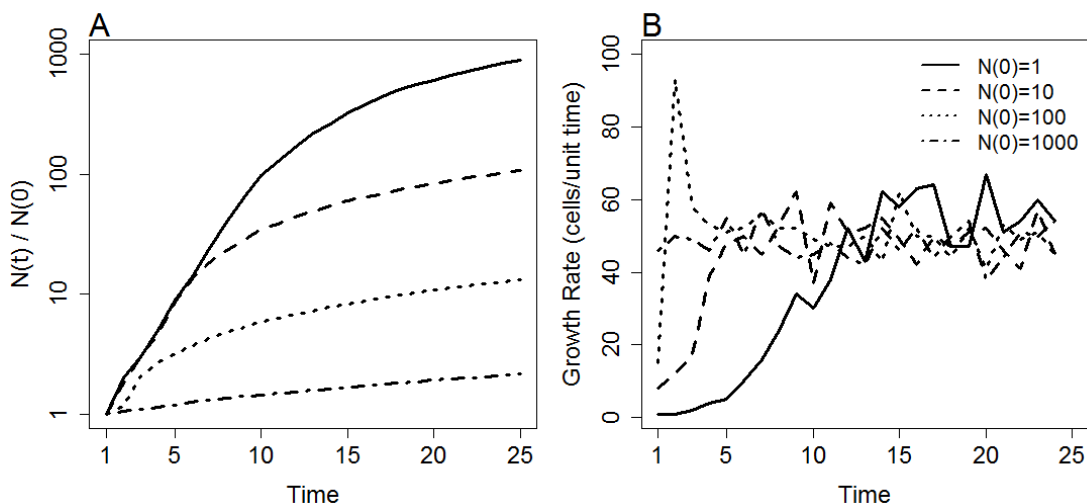 A
1000
100
10
1
N(t) / N(0)
1 5 10 15 20 25
Time
B
100
80
60
40
20
0
Growth Rate (cells/unit time)
N(0)=1
N(0)=10
N(0)=100
N(0)=1000
1 5 10 15 20 25
Time